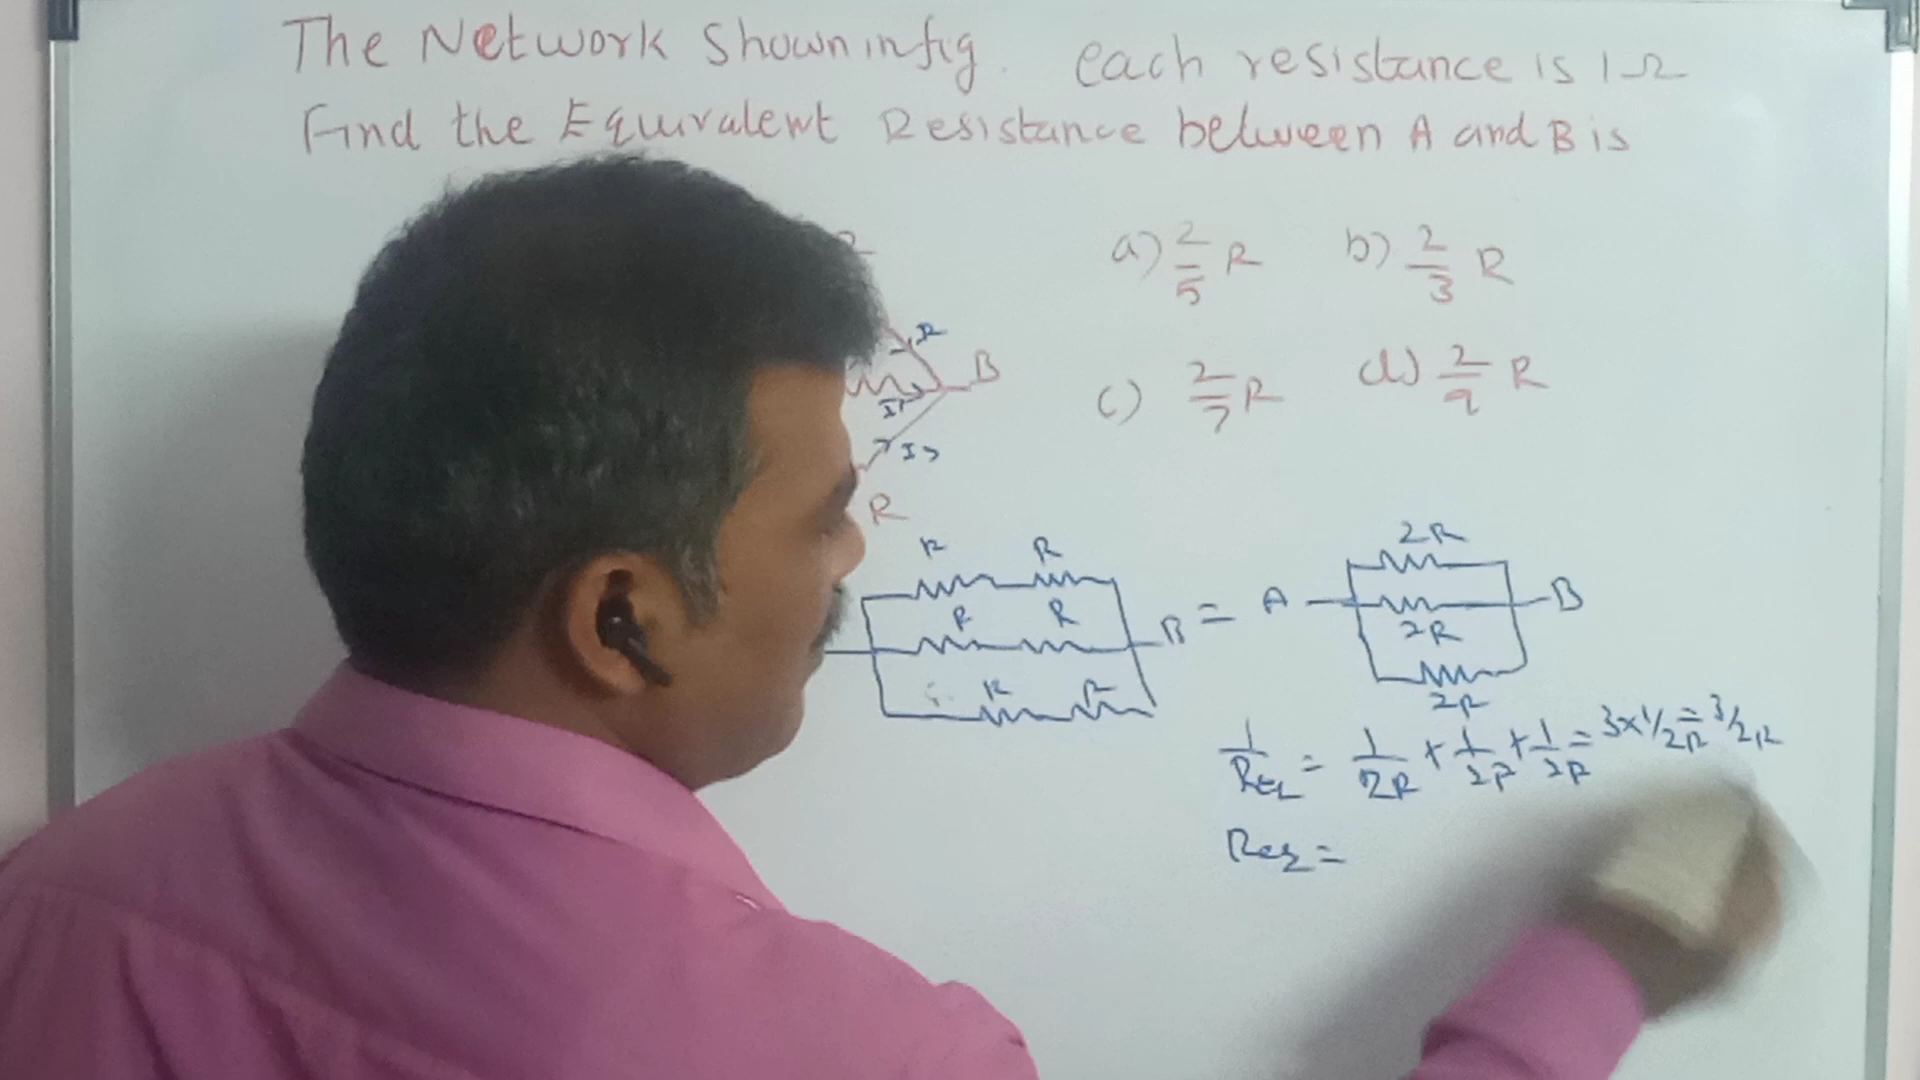 The Network Shown in fig. each resistance is 1Ω
Find the Equivalent Resistance between A and B is
a) 2/5 R b) 2/3 R
c) 2/7 R d) 2/9 R
R
B
R
R R
R R
R R
B = A
2R
2R
2R
B
1/Req = 1/2R + 1/2R + 1/2R = 3x1/2R = 3/2R
Req =